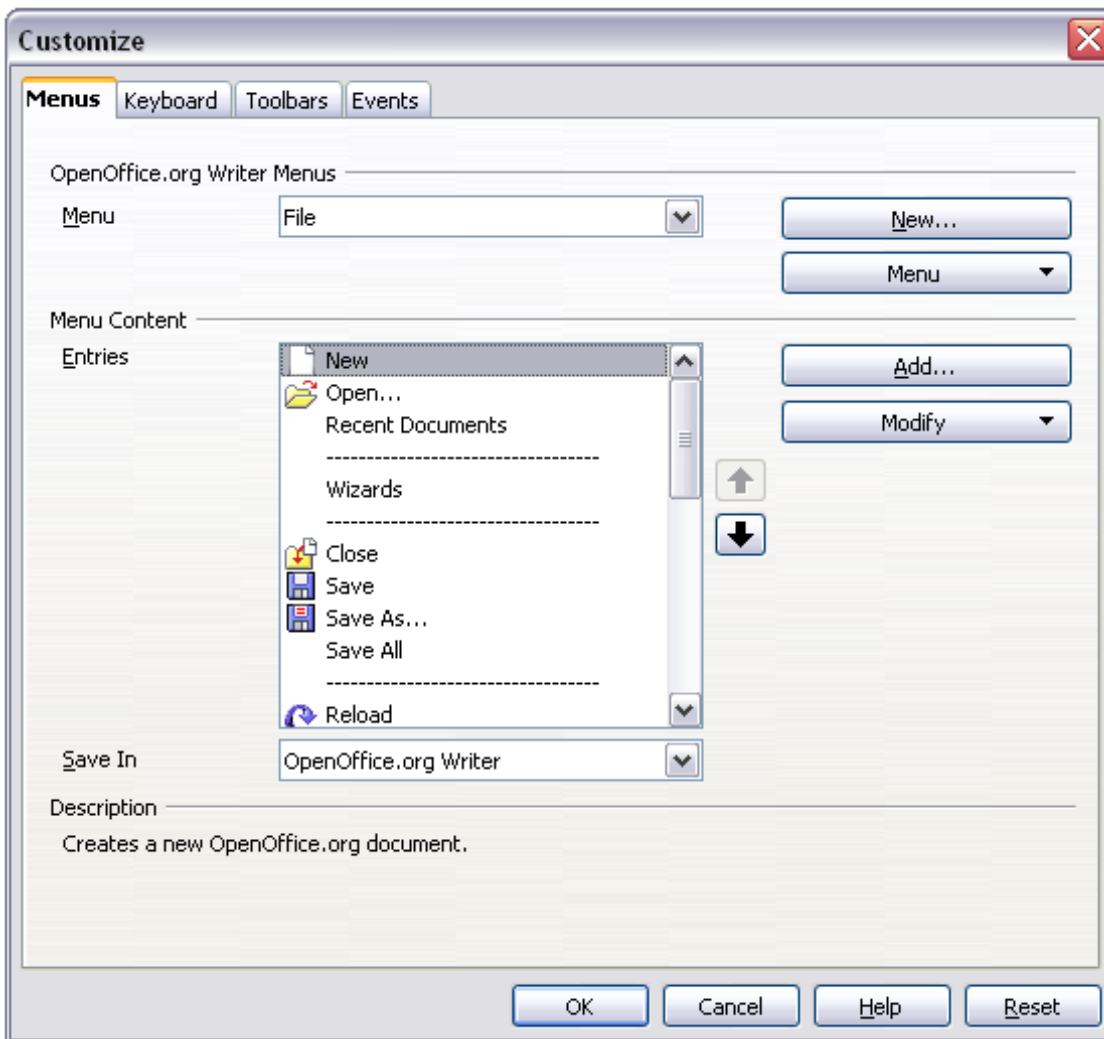 Customize
Menus Keyboard Toolbars Events
OpenOffice.org Writer Menus
Menu File New...
Menu
Menu Content
Entries New Add...
Open...
Recent Documents Modify
----------------------------------
Wizards
----------------------------------
Close
Save
Save As...
Save All
----------------------------------
Reload
Save In OpenOffice.org Writer
Description
Creates a new OpenOffice.org document.
OK Cancel Help Reset